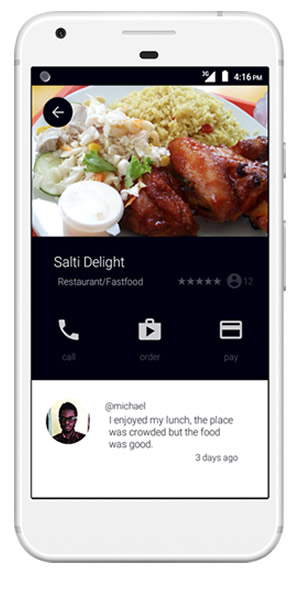 3G 4:16 PM
Salti Delight
Restaurant/Fastfood 12
call order pay
@michael
I enjoyed my lunch, the place
was crowded but the food
was good.
3 days ago